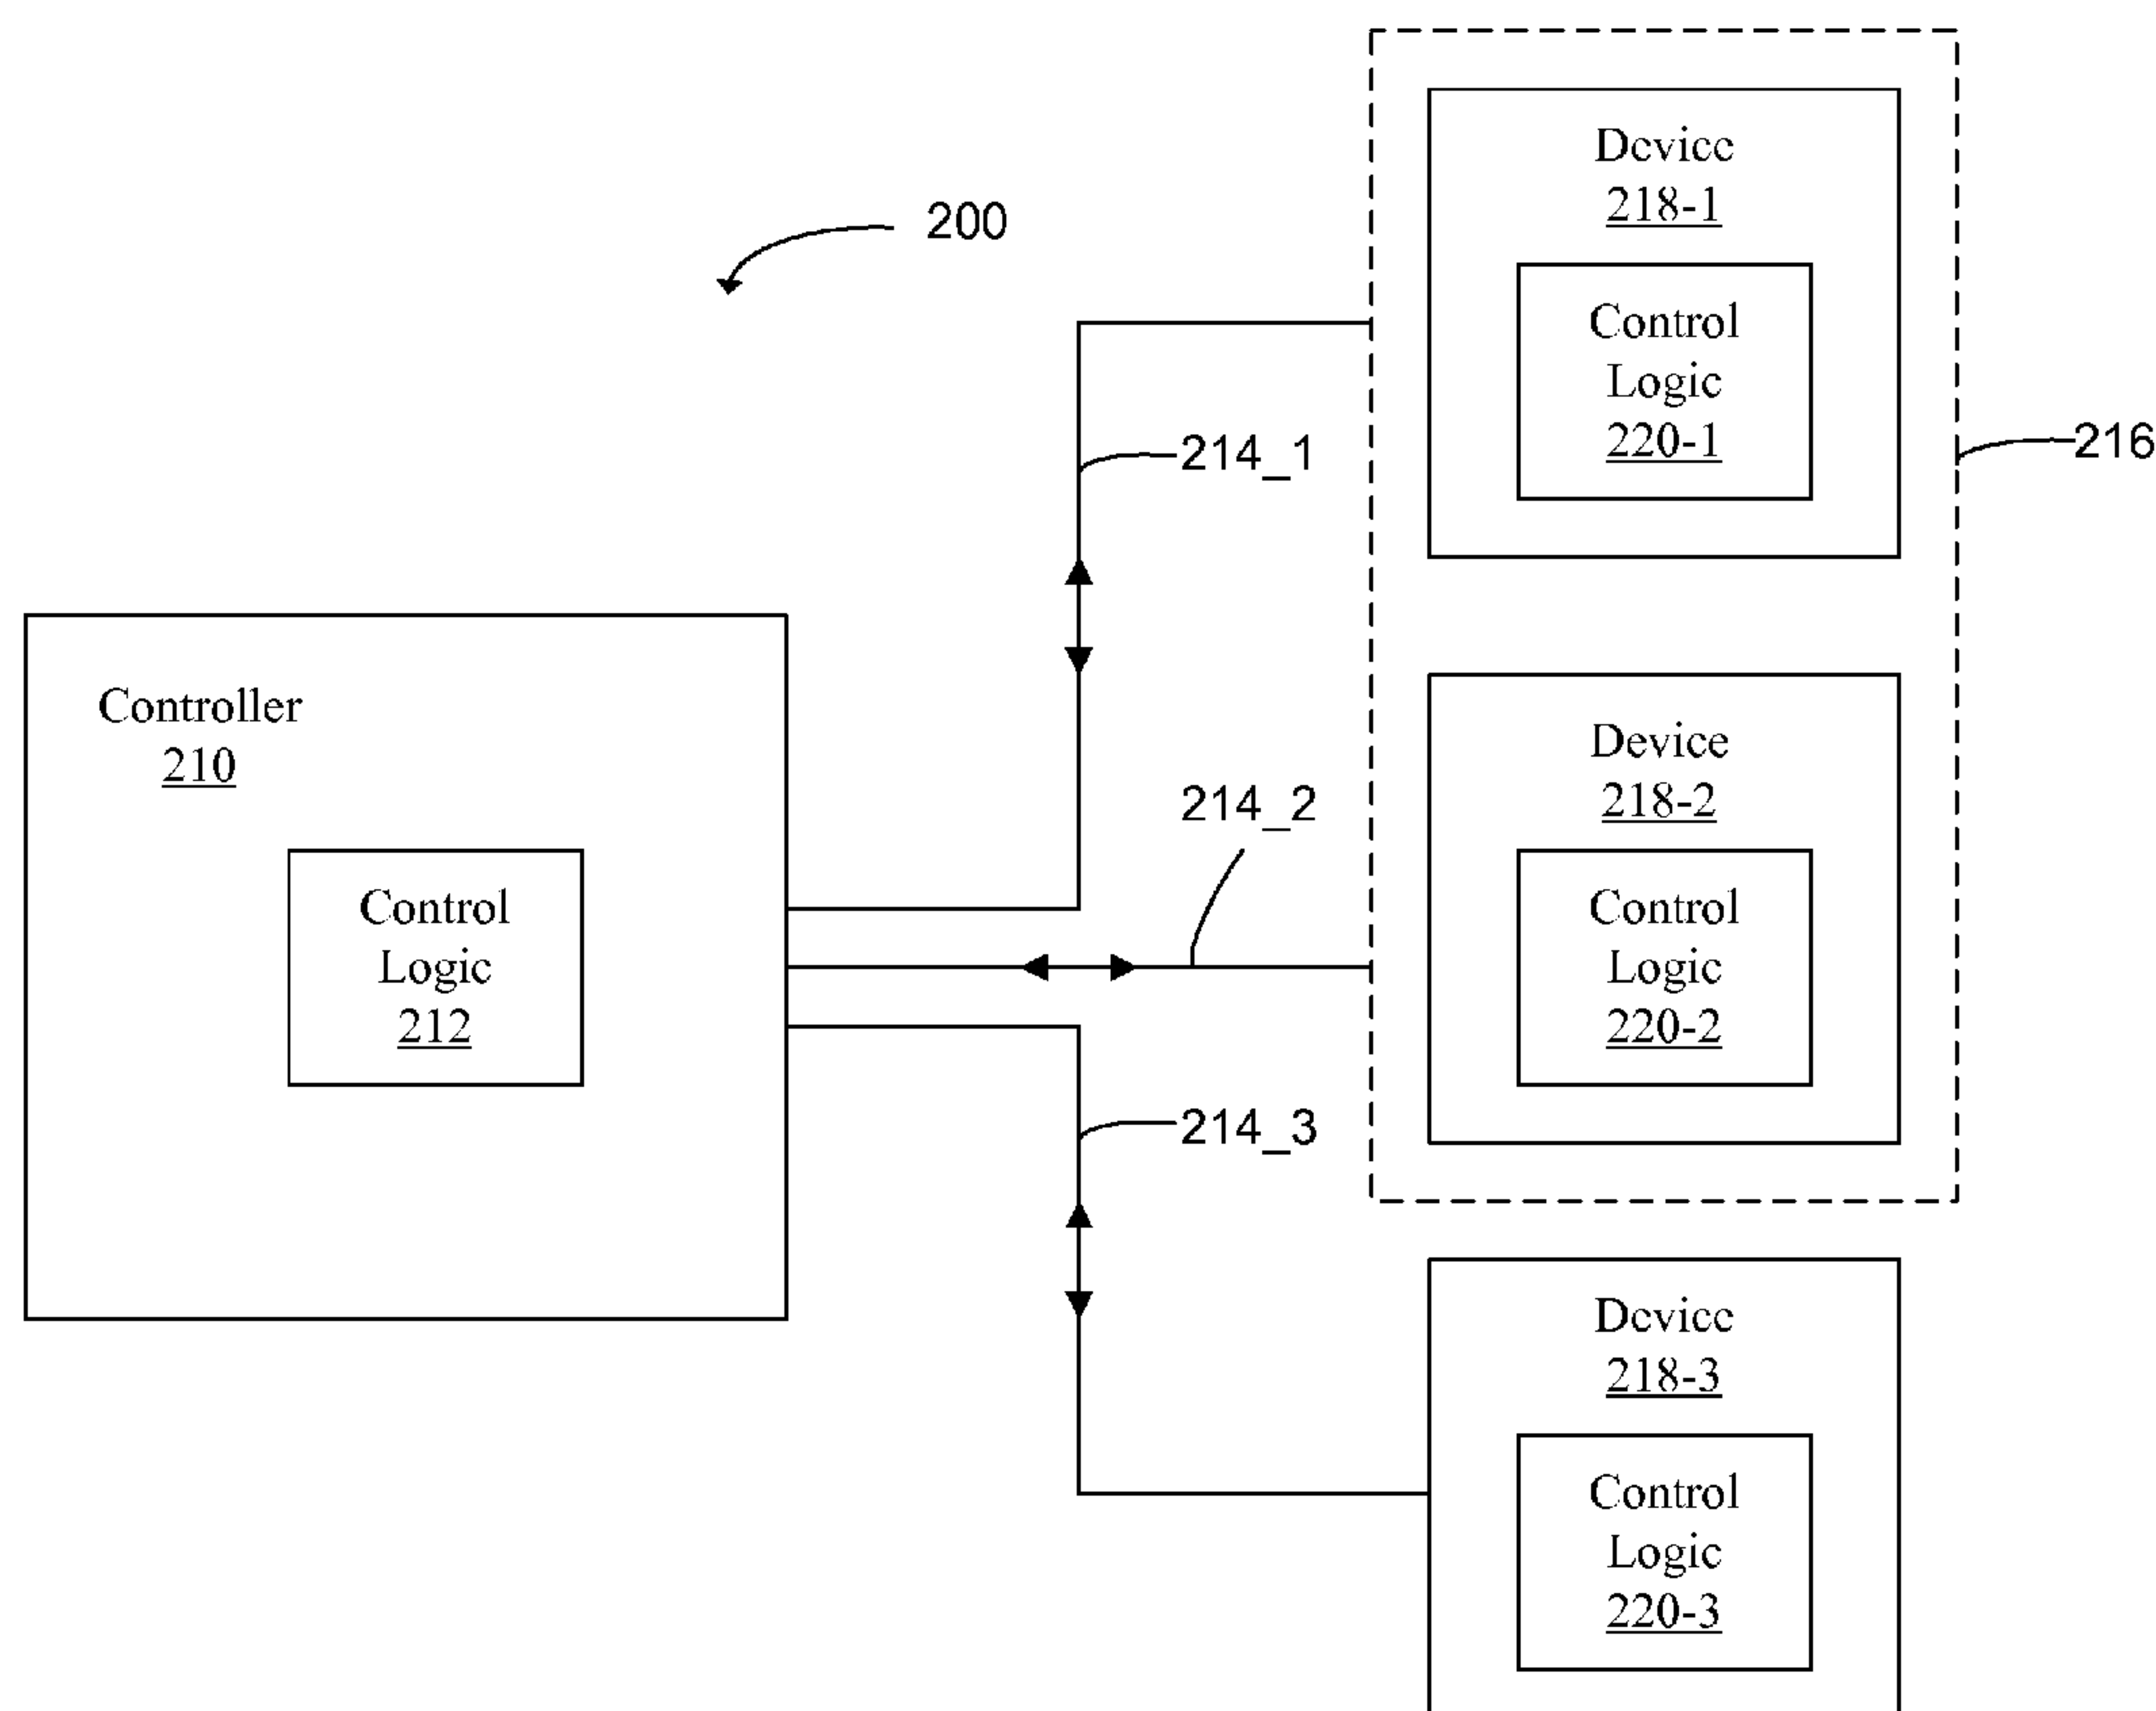 200
Device
218-1
Control
Logic
220-1
216
214_1
Controller
210
Control
Logic
212
214_2
Device
218-2
Control
Logic
220-2
214_3
Device
218-3
Control
Logic
220-3